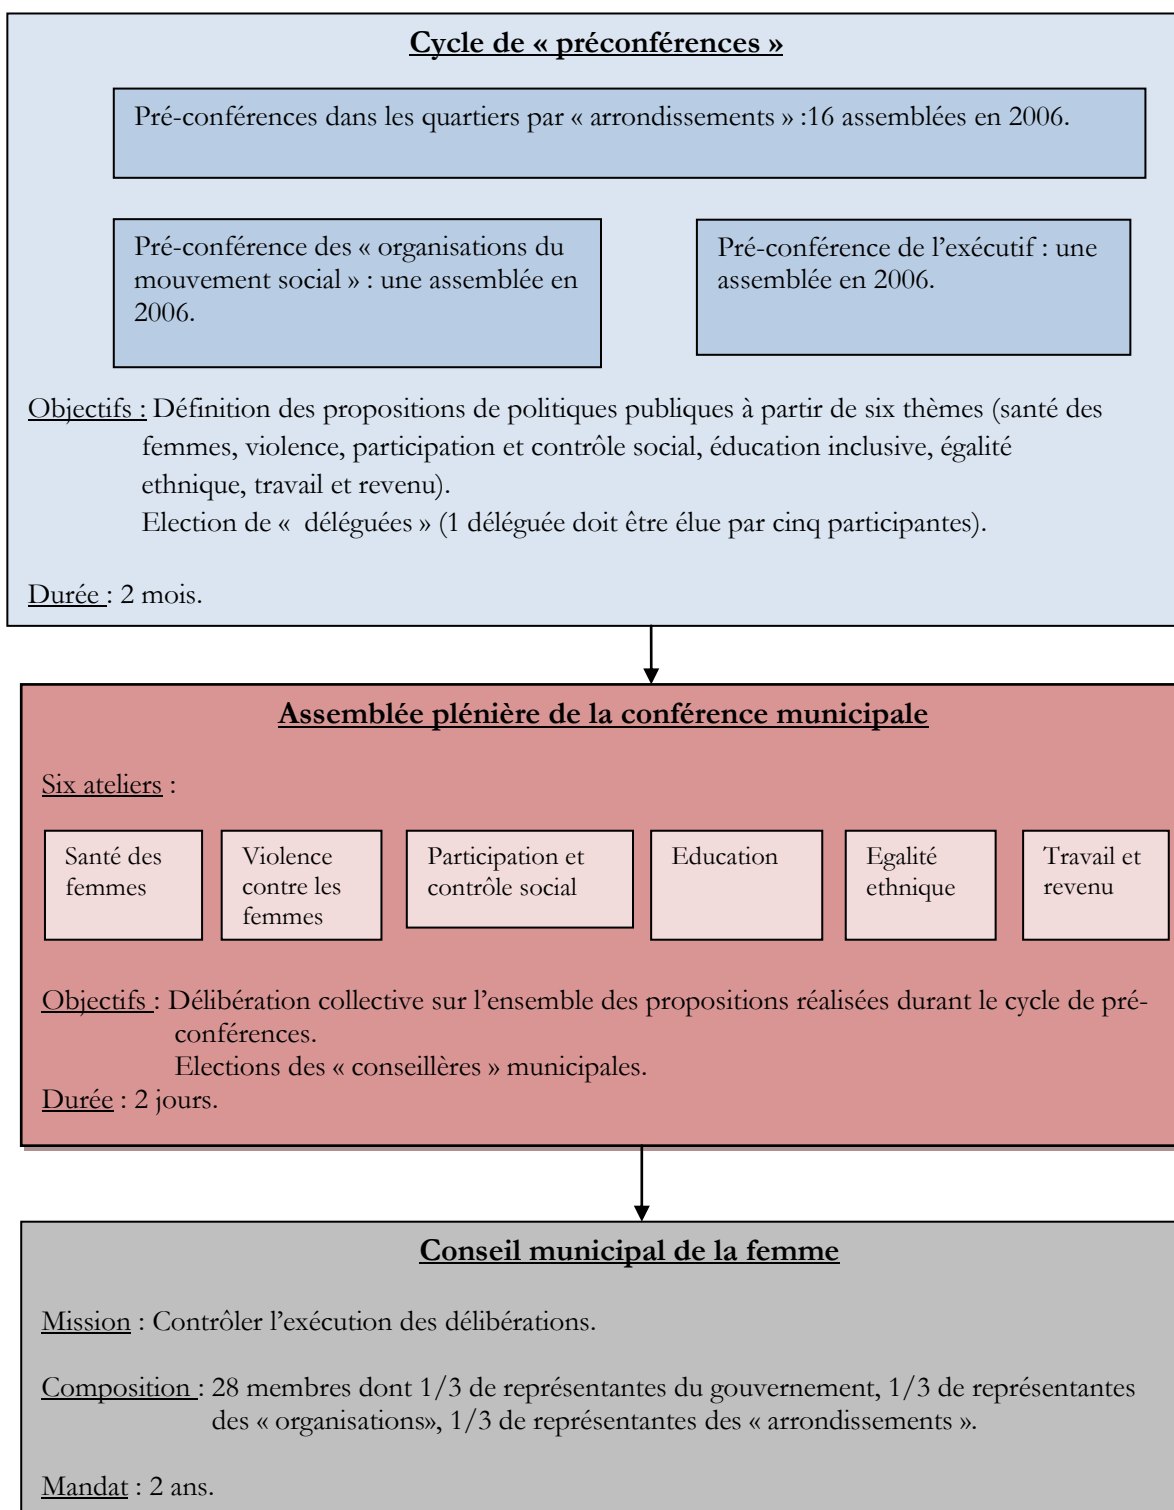 Cycle de « préconférences »
Pré-conférences dans les quartiers par « arrondissements » :16 assemblées en 2006.
Pré-conférence des « organisations du
mouvement social » : une assemblée en
2006.
Pré-conférence de l’exécutif : une
assemblée en 2006.
Objectifs : Définition des propositions de politiques publiques à partir de six thèmes (santé des
femmes, violence, participation et contrôle social, éducation inclusive, égalité
ethnique, travail et revenu).
Election de « déléguées » (1 déléguée doit être élue par cinq participantes).
Durée : 2 mois.
Assemblée plénière de la conférence municipale
Six ateliers :
Santé des
femmes
Violence
contre les
femmes
Participation et
contrôle social
Education
Egalité
ethnique
Travail et
revenu
Objectifs : Délibération collective sur l’ensemble des propositions réalisées durant le cycle de pré-
conférences.
Elections des « conseillères » municipales.
Durée : 2 jours.
Conseil municipal de la femme
Mission : Contrôler l’exécution des délibérations.
Composition : 28 membres dont 1/3 de représentantes du gouvernement, 1/3 de représentantes
des « organisations», 1/3 de représentantes des « arrondissements ».
Mandat : 2 ans.